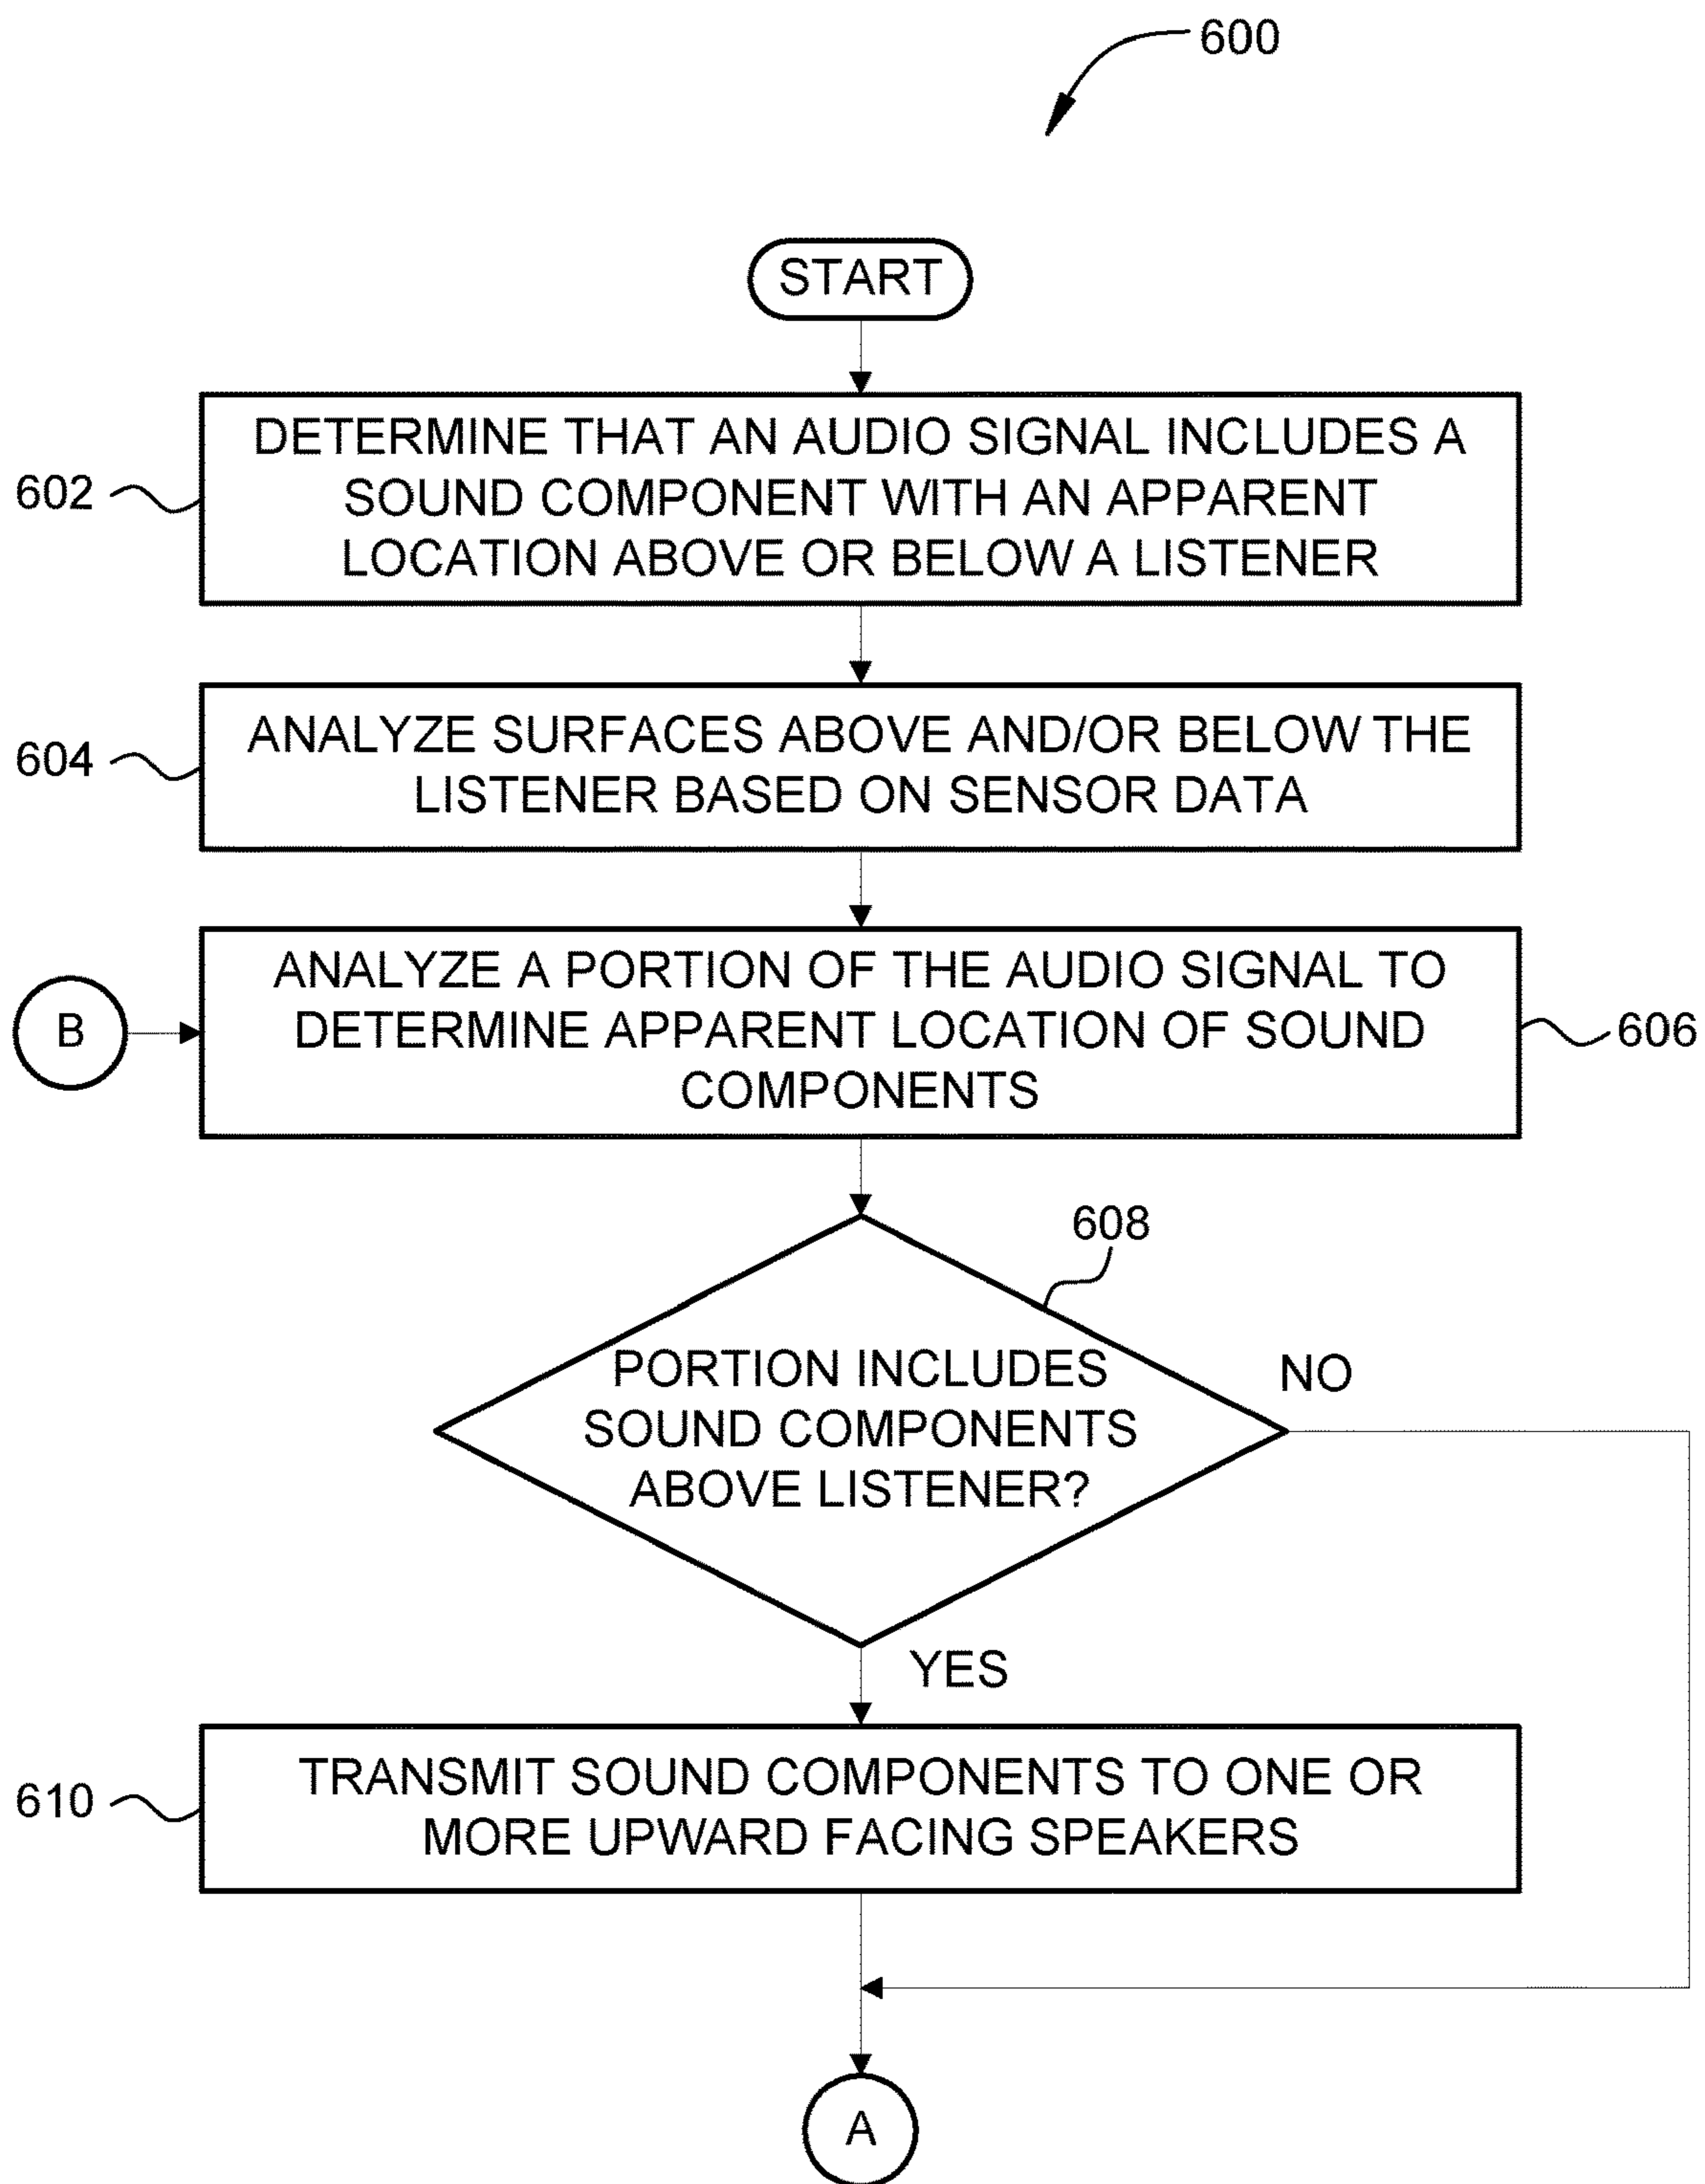 600
START
DETERMINE THAT AN AUDIO SIGNAL INCLUDES A
SOUND COMPONENT WITH AN APPARENT
LOCATION ABOVE OR BELOW A LISTENER
602
ANALYZE SURFACES ABOVE AND/OR BELOW THE
LISTENER BASED ON SENSOR DATA
604
ANALYZE A PORTION OF THE AUDIO SIGNAL TO
DETERMINE APPARENT LOCATION OF SOUND
COMPONENTS
B
606
608
PORTION INCLUDES
SOUND COMPONENTS
ABOVE LISTENER?
NO
YES
TRANSMIT SOUND COMPONENTS TO ONE OR
MORE UPWARD FACING SPEAKERS
610
A